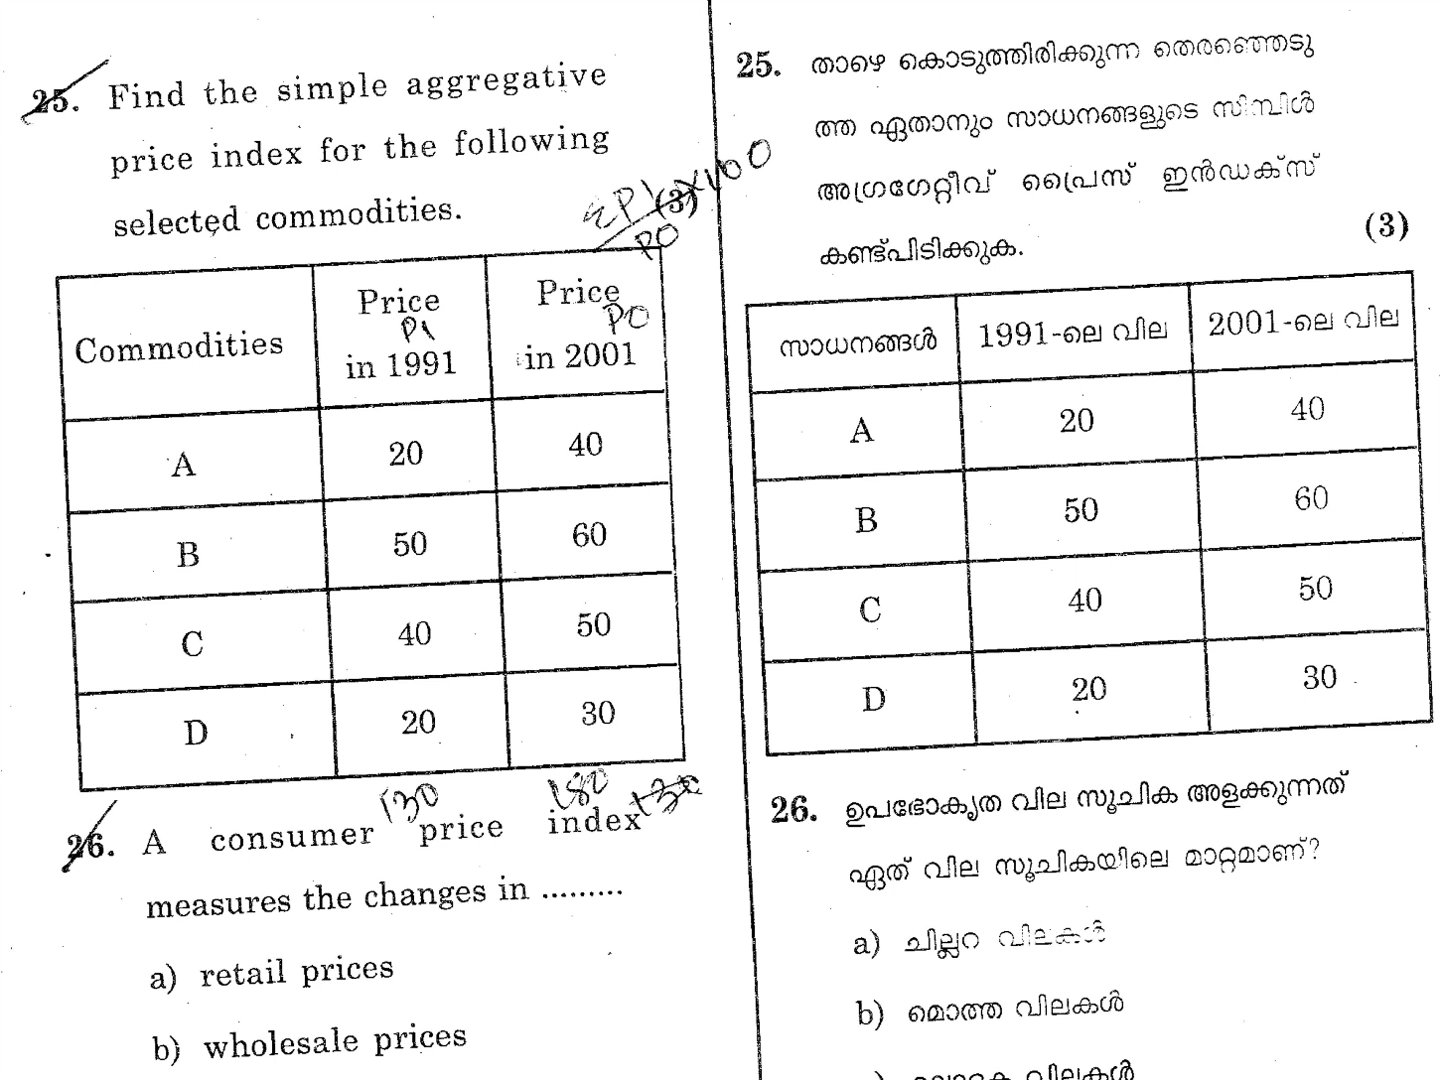 25. Find the simple aggregative
price index for the following
selected commodities. (3)
ΣP1 X100
P0
Commodities
Price
P1
in 1991
Price
P0
in 2001
A 20 40
B 50 60
C 40 50
D 20 30
130 180 130
26. A consumer price index
measures the changes in .........
a) retail prices
b) wholesale prices
25. താഴെ കൊടുത്തിരിക്കുന്ന തെരഞ്ഞെടു
ത്ത ഏതാനും സാധനങ്ങളുടെ സിമ്പിൾ
അഗ്രഗേറ്റീവ് പ്രൈസ് ഇൻഡക്സ്
കണ്ട്പിടിക്കുക. (3)
സാധനങ്ങൾ 1991-ലെ വില 2001-ലെ വില
A 20 40
B 50 60
C 40 50
D 20 30
26. ഉപഭോകൃത വില സൂചിക അളക്കുന്നത്
ഏത് വില സൂചികയിലെ മാറ്റമാണ്?
a) ചില്ലറ വിലകൾ
b) മൊത്ത വിലകൾ
വിലകൾ